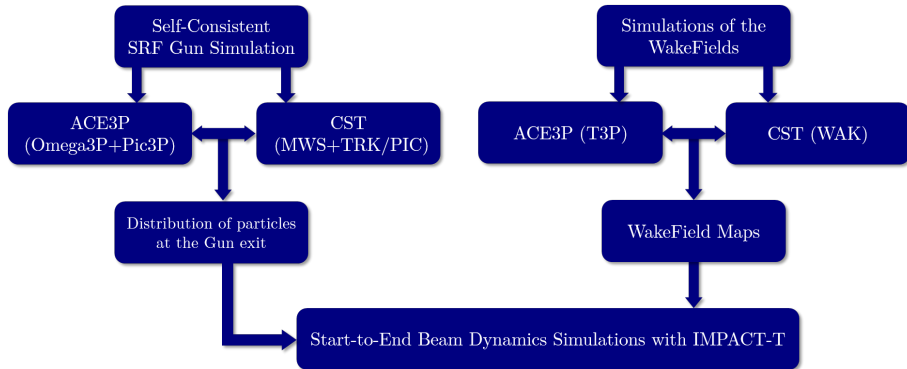 Self-Consistent
SRF Gun Simulation
Simulations of the
WakeFields
ACE3P
(Omega3P+Pic3P)
CST
(MWS+TRK/PIC)
ACE3P (T3P)
CST (WAK)
Distribution of particles
at the Gun exit
WakeField Maps
Start-to-End Beam Dynamics Simulations with IMPACT-T